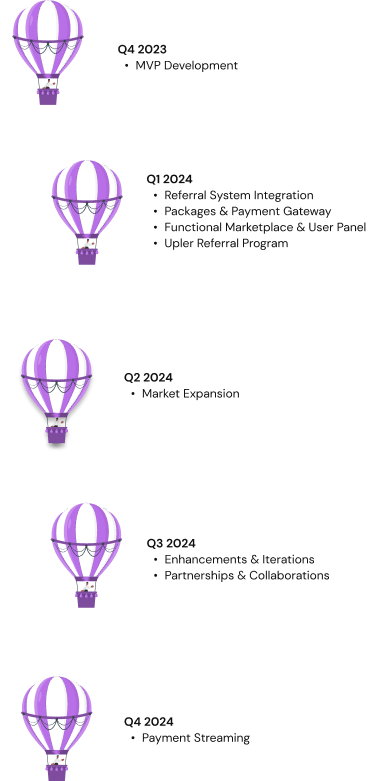 Q4 2023
• MVP Development
Q1 2024
• Referral System Integration
• Packages & Payment Gateway
• Functional Marketplace & User Panel
• Upler Referral Program
Q2 2024
• Market Expansion
Q3 2024
• Enhancements & Iterations
• Partnerships & Collaborations
Q4 2024
• Payment Streaming